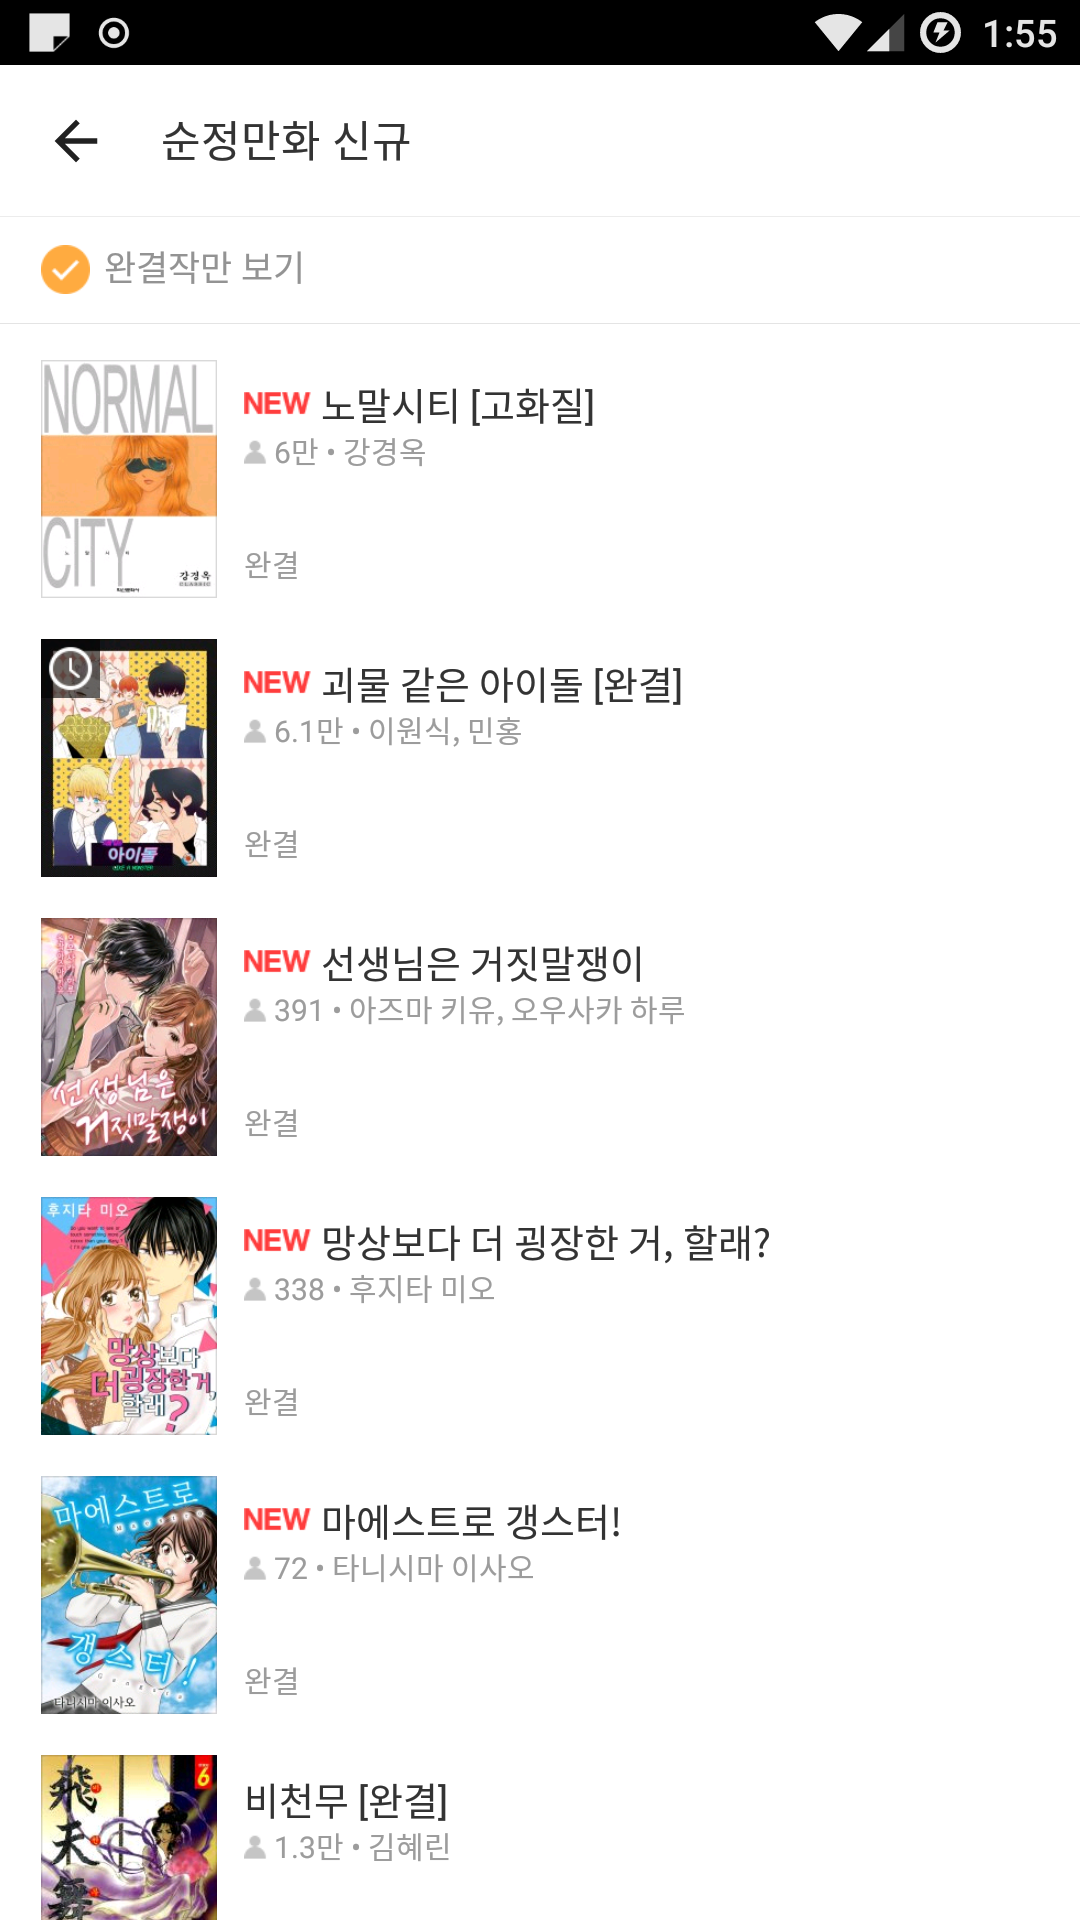 1:55
순정만화 신규
완결작만 보기
NORMAL
CITY
노 말 시 티
강경옥
NEW 노말시티 [고화질]
6만 • 강경옥
완결
아이돌
LIKE A MONSTER
NEW 괴물 같은 아이돌 [완결]
6.1만 • 이원식, 민홍
완결
선생님은
거짓말쟁이
NEW 선생님은 거짓말쟁이
391 • 아즈마 키유, 오우사카 하루
완결
후지타 미오
망상보다
더 굉장한 거,
할래?
NEW 망상보다 더 굉장한 거, 할래?
338 • 후지타 미오
완결
마에스트로
Maestro
갱스터!
Gangsta
타니시마 이사오
NEW 마에스트로 갱스터!
72 • 타니시마 이사오
완결
飛
天
舞
6
비천무 [완결]
1.3만 • 김혜린